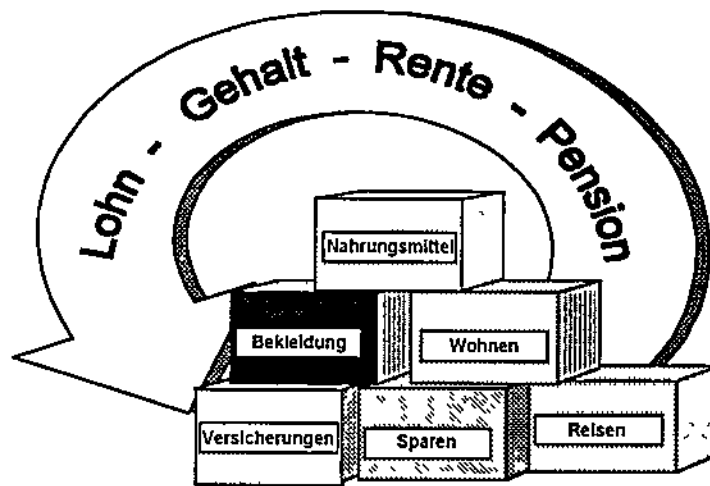 Lohn - Gehalt - Rente - Pension
Nahrungsmittel
Bekleidung
Wohnen
Versicherungen
Sparen
Reisen